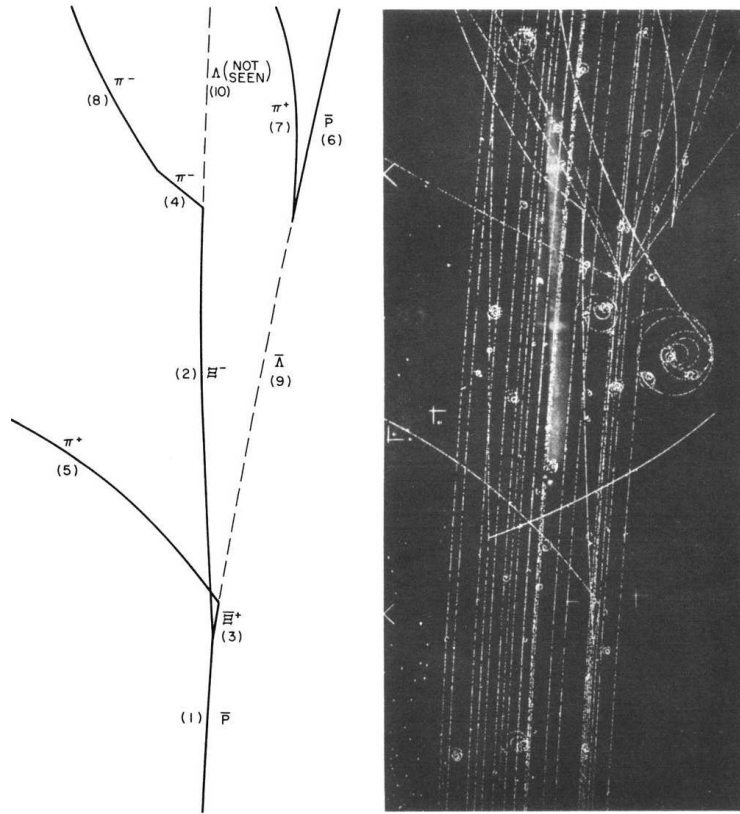 π⁻
(8)
Λ (NOT SEEN)
(10)
π⁺
(7)
P̅
(6)
π⁻
(4)
(2) Ξ⁻
Λ̅
(9)
π⁺
(5)
Ξ̅⁺
(3)
(1) P̅